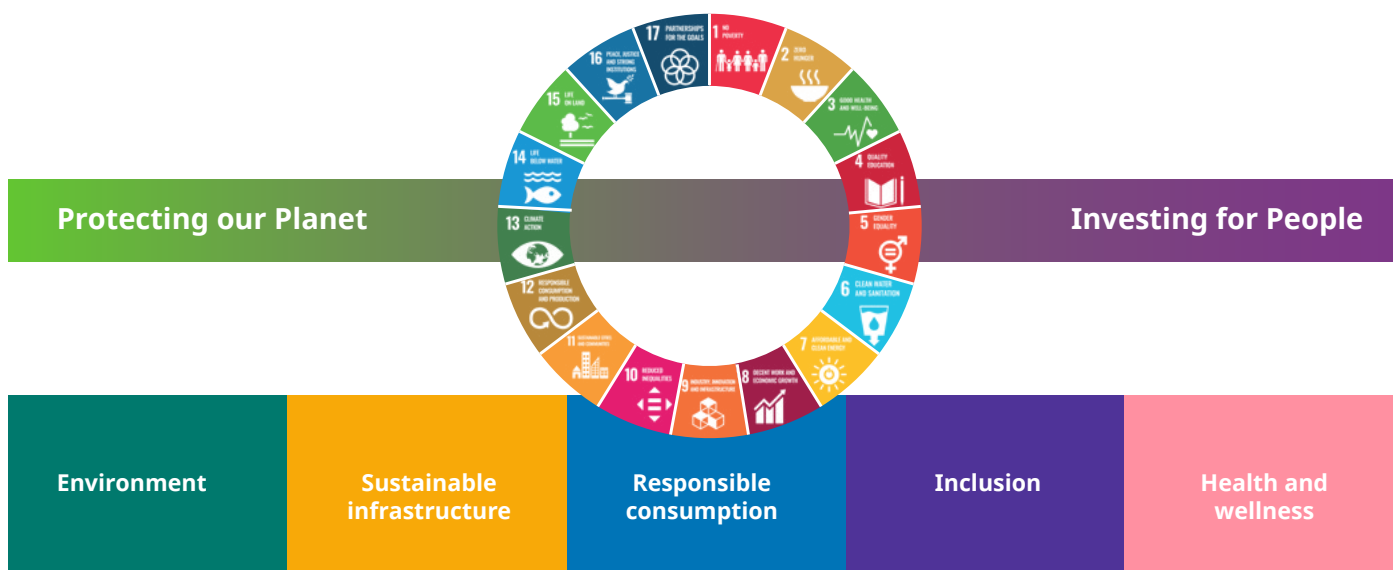 17 PARTNERSHIPS
FOR THE GOALS
1 NO
POVERTY
2 ZERO
HUNGER
3 GOOD HEALTH
AND WELL-BEING
4 QUALITY
EDUCATION
5 GENDER
EQUALITY
6 CLEAN WATER
AND SANITATION
7 AFFORDABLE AND
CLEAN ENERGY
8 DECENT WORK AND
ECONOMIC GROWTH
9 INDUSTRY, INNOVATION
AND INFRASTRUCTURE
10 REDUCED
INEQUALITIES
11 SUSTAINABLE CITIES
AND COMMUNITIES
12 RESPONSIBLE
CONSUMPTION
AND PRODUCTION
13 CLIMATE
ACTION
14 LIFE
BELOW WATER
15 LIFE
ON LAND
16 PEACE, JUSTICE
AND STRONG
INSTITUTIONS
Protecting our Planet
Investing for People
Environment
Sustainable
infrastructure
Responsible
consumption
Inclusion
Health and
wellness